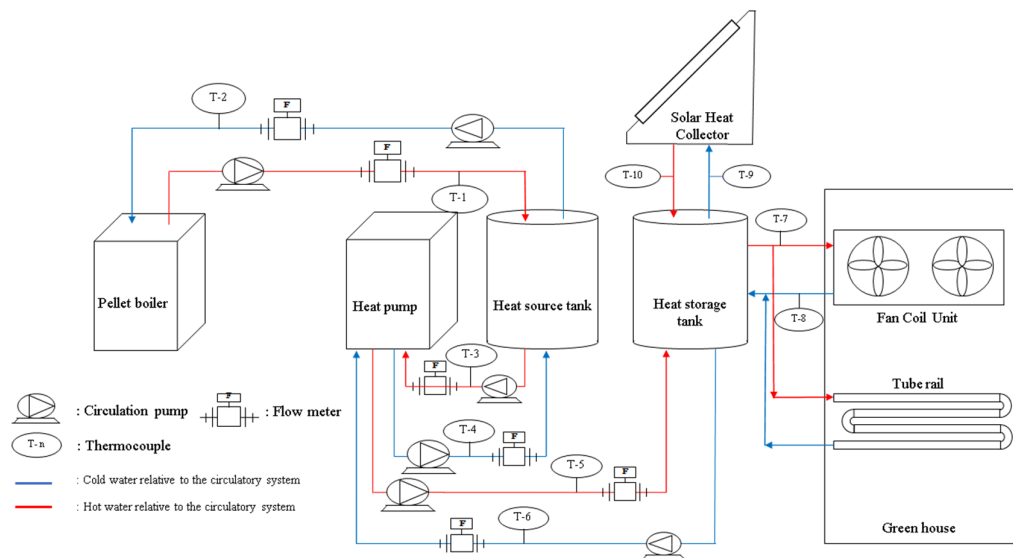 T-2
F
Solar Heat
Collector
F
T-10
T-9
T-1
T-7
Pellet boiler
Heat pump
Heat source tank
Heat storage
tank
T-8
Fan Coil Unit
T-3
F
Tube rail
: Circulation pump
F
: Flow meter
T-4
F
T-n
: Thermocouple
T-5
F
: Cold water relative to the circulatory system
: Hot water relative to the circulatory system
F
T-6
Green house